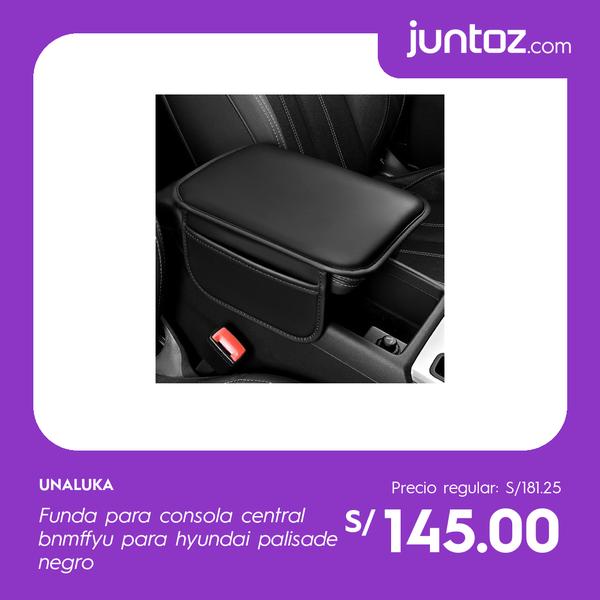 juntoz.com
UNALUKA
Funda para consola central
bnmffyu para hyundai palisade
negro
Precio regular: S/181.25
S/145.00